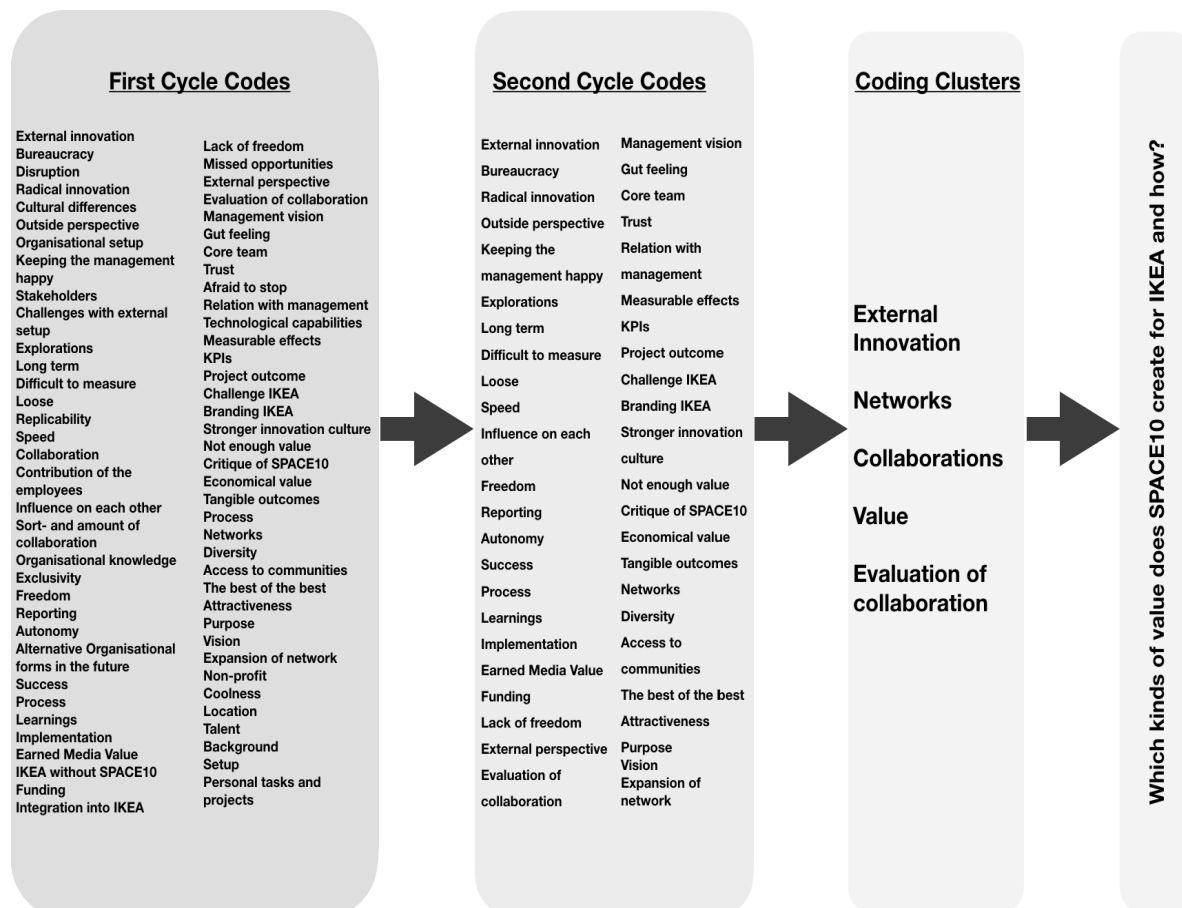 First Cycle Codes
External innovation
Bureaucracy
Disruption
Radical innovation
Cultural differences
Outside perspective
Organisational setup
Keeping the management
happy
Stakeholders
Challenges with external
setup
Explorations
Long term
Difficult to measure
Loose
Replicability
Speed
Collaboration
Contribution of the
employees
Influence on each other
Sort- and amount of
collaboration
Organisational knowledge
Exclusivity
Freedom
Reporting
Autonomy
Alternative Organisational
forms in the future
Success
Process
Learnings
Implementation
Earned Media Value
IKEA without SPACE10
Funding
Integration into IKEA
Lack of freedom
Missed opportunities
External perspective
Evaluation of collaboration
Management vision
Gut feeling
Core team
Trust
Afraid to stop
Relation with management
Technological capabilities
Measurable effects
KPIs
Project outcome
Challenge IKEA
Branding IKEA
Stronger innovation culture
Not enough value
Critique of SPACE10
Economical value
Tangible outcomes
Process
Networks
Diversity
Access to communities
The best of the best
Attractiveness
Purpose
Vision
Expansion of network
Non-profit
Coolness
Location
Talent
Background
Setup
Personal tasks and
projects
Second Cycle Codes
External innovation
Bureaucracy
Radical innovation
Outside perspective
Keeping the
management happy
Explorations
Long term
Difficult to measure
Loose
Speed
Influence on each
other
Freedom
Reporting
Autonomy
Success
Process
Learnings
Implementation
Earned Media Value
Funding
Lack of freedom
External perspective
Evaluation of
collaboration
Management vision
Gut feeling
Core team
Trust
Relation with
management
Measurable effects
KPIs
Project outcome
Challenge IKEA
Branding IKEA
Stronger innovation
culture
Not enough value
Critique of SPACE10
Economical value
Tangible outcomes
Networks
Diversity
Access to
communities
The best of the best
Attractiveness
Purpose
Vision
Expansion of
network
Coding Clusters
External
Innovation
Networks
Collaborations
Value
Evaluation of
collaboration
Which kinds of value does SPACE10 create for IKEA and how?